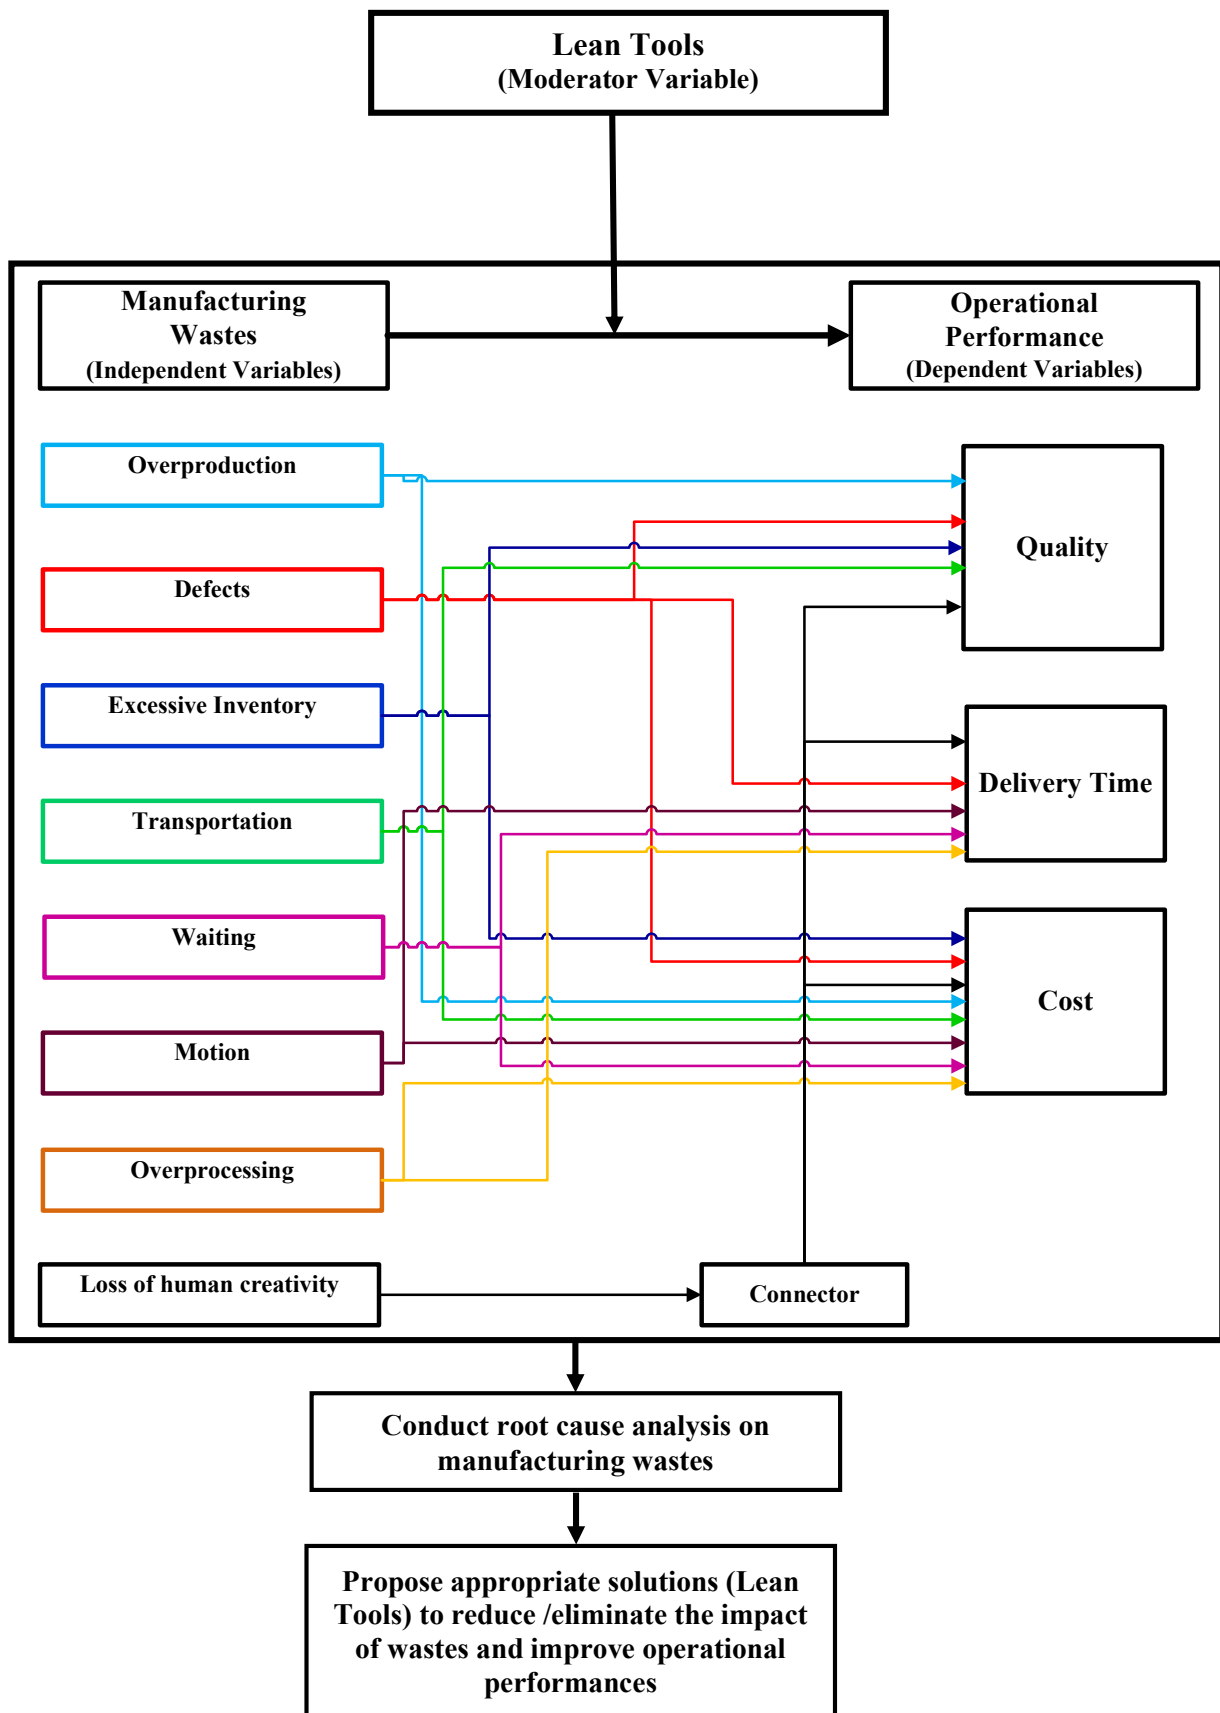 Lean Tools
(Moderator Variable)
Manufacturing
Wastes
(Independent Variables)
Operational
Performance
(Dependent Variables)
Overproduction
Defects
Excessive Inventory
Transportation
Waiting
Motion
Overprocessing
Loss of human creativity
Connector
Quality
Delivery Time
Cost
Conduct root cause analysis on
manufacturing wastes
Propose appropriate solutions (Lean
Tools) to reduce /eliminate the impact
of wastes and improve operational
performances